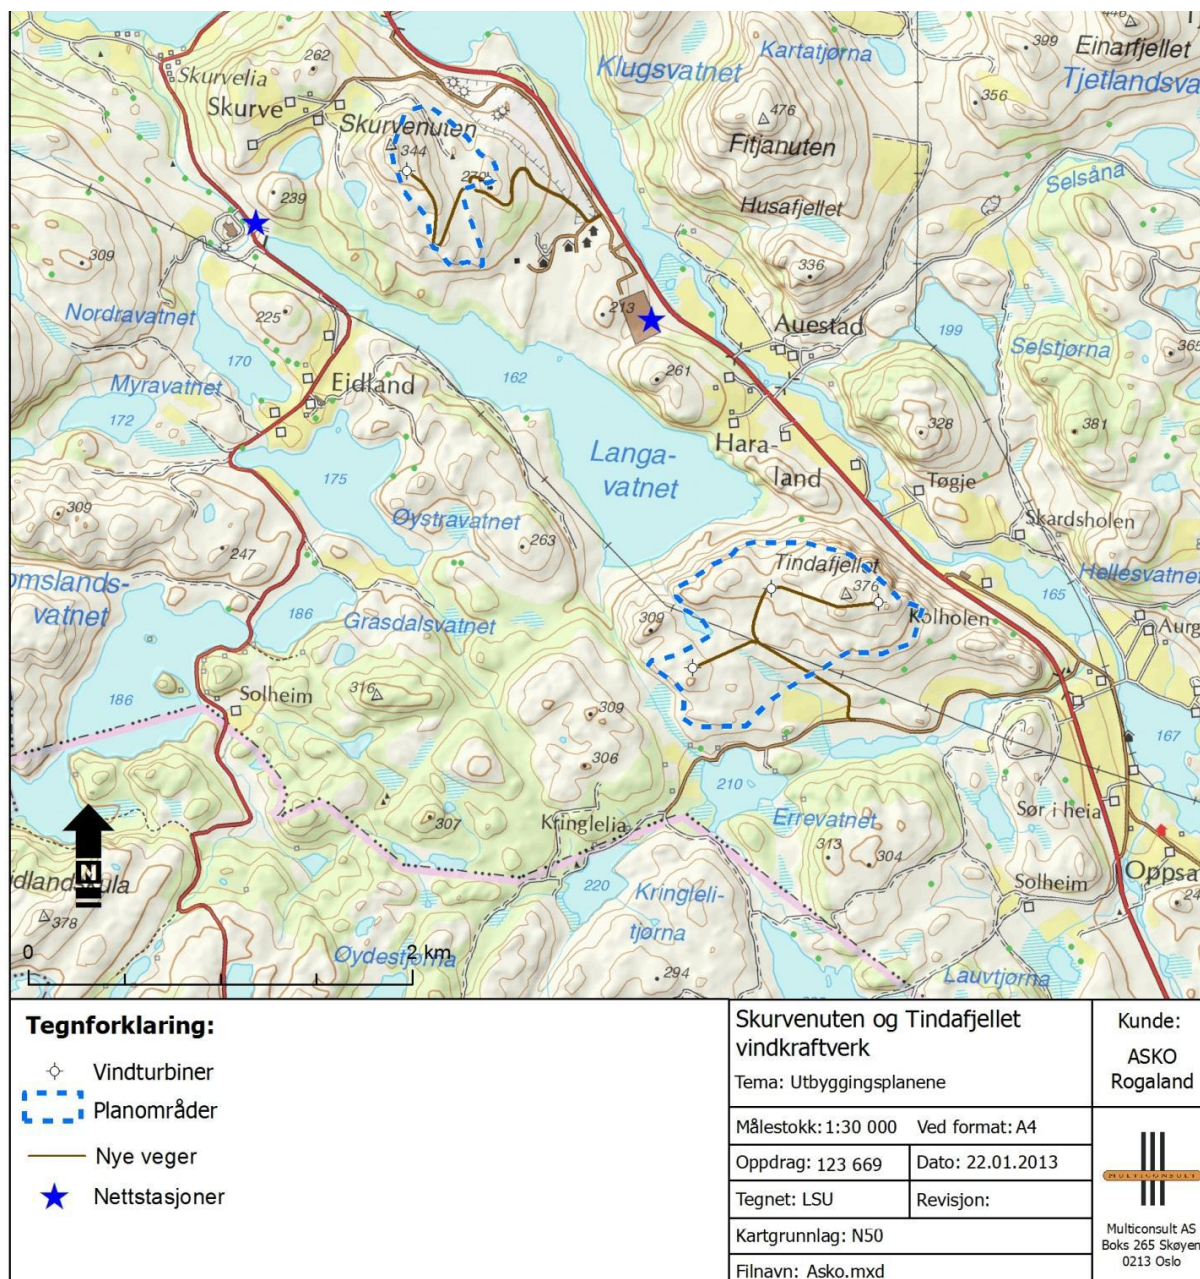 446
Einarfjellet
399
Kartatjørna
Klugsvatnet
Tjetlandsva
Skurvelia
262
356
Skurve
476
Skurvenuten
344
Fitjanuten
270
Selsåna
239
Husafjellet
309
336
213
Nordravatnet
225
Auestad
199
Selstjørna
365
170
162
261
Myravatnet
Eidland
172
328
381
Hara-
land
Langa-
vatnet
175
Tøgje
309
Øystravatnet
Skardsholen
247
263
omslands-
vatnet
Tindafjellet
Hellesvatnet
376
165
186
Grasdalsvatnet
309
Kolholen
Aurg
186
Solheim
316
309
167
306
210
Sør i heia
307
Kringlelia
Errevatnet
313
304
Oppsa
N
idlandskula
220
Kringleli-
tjørna
Solheim
24
378
0
2 km
Øydestjørna
294
Lauvtjørna
Tegnforklaring:
Vindturbiner
Planområder
Nye veger
Nettstasjoner
Skurvenuten og Tindafjellet
vindkraftverk
Tema: Utbyggingsplanene
Målestokk: 1:30 000 Ved format: A4
Oppdrag: 123 669 Dato: 22.01.2013
Tegnet: LSU Revisjon:
Kartgrunnlag: N50
Filnavn: Asko.mxd
Kunde:
ASKO
Rogaland
MULTICONSULT
Multiconsult AS
Boks 265 Skøyen
0213 Oslo